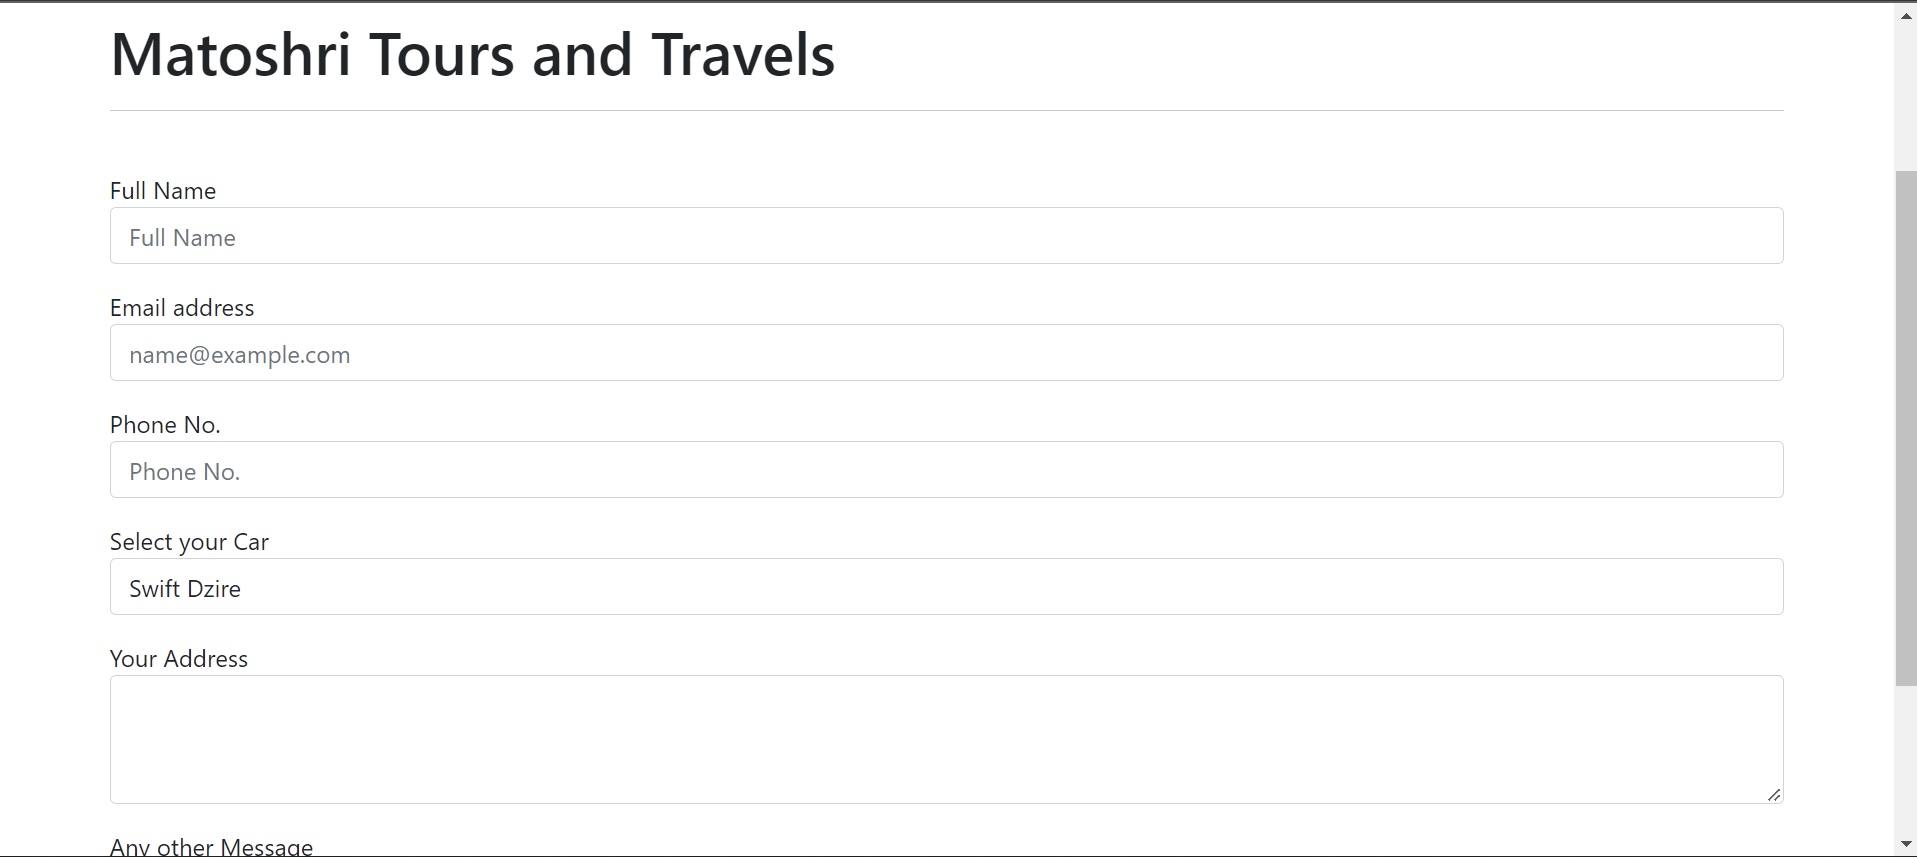 Matoshri Tours and Travels
Full Name
Full Name
Email address
name@example.com
Phone No.
Phone No.
Select your Car
Swift Dzire
Your Address
Any other Message